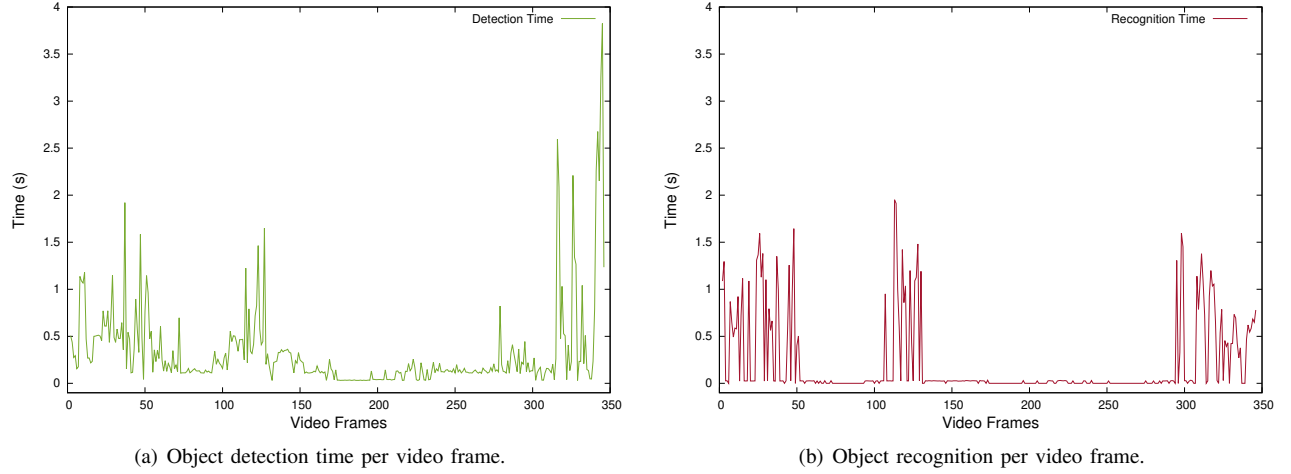 4
3.5
3
2.5
2
1.5
1
0.5
0
Time (s)
Detection Time
0 50 100 150 200 250 300 350
Video Frames
(a) Object detection time per video frame.
4
3.5
3
2.5
2
1.5
1
0.5
0
Time (s)
Recognition Time
0 50 100 150 200 250 300 350
Video Frames
(b) Object recognition per video frame.